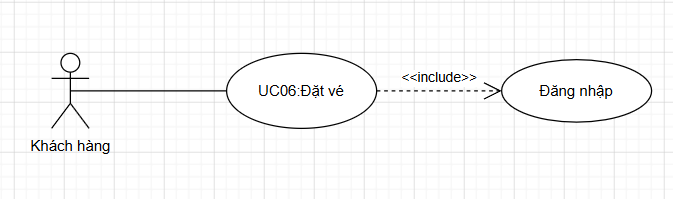 <<include>>
UC06:Đặt vé
Đăng nhập
Khách hàng